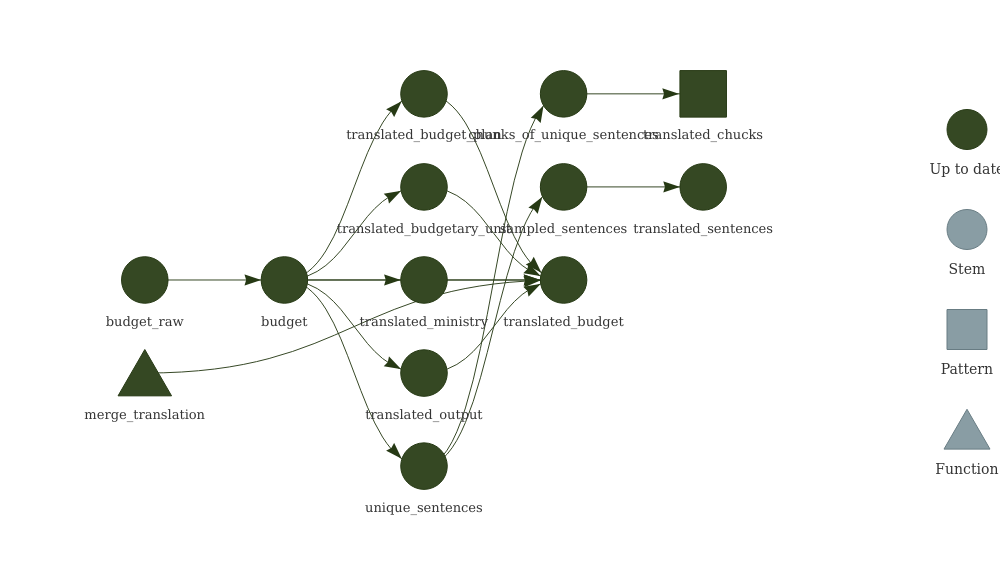 translated_budget_plan
chunks_of_unique_sentences
translated_chucks
Up to date
translated_budgetary_unit
sampled_sentences
translated_sentences
Stem
budget_raw
budget
translated_ministry
translated_budget
Pattern
merge_translation
translated_output
Function
unique_sentences